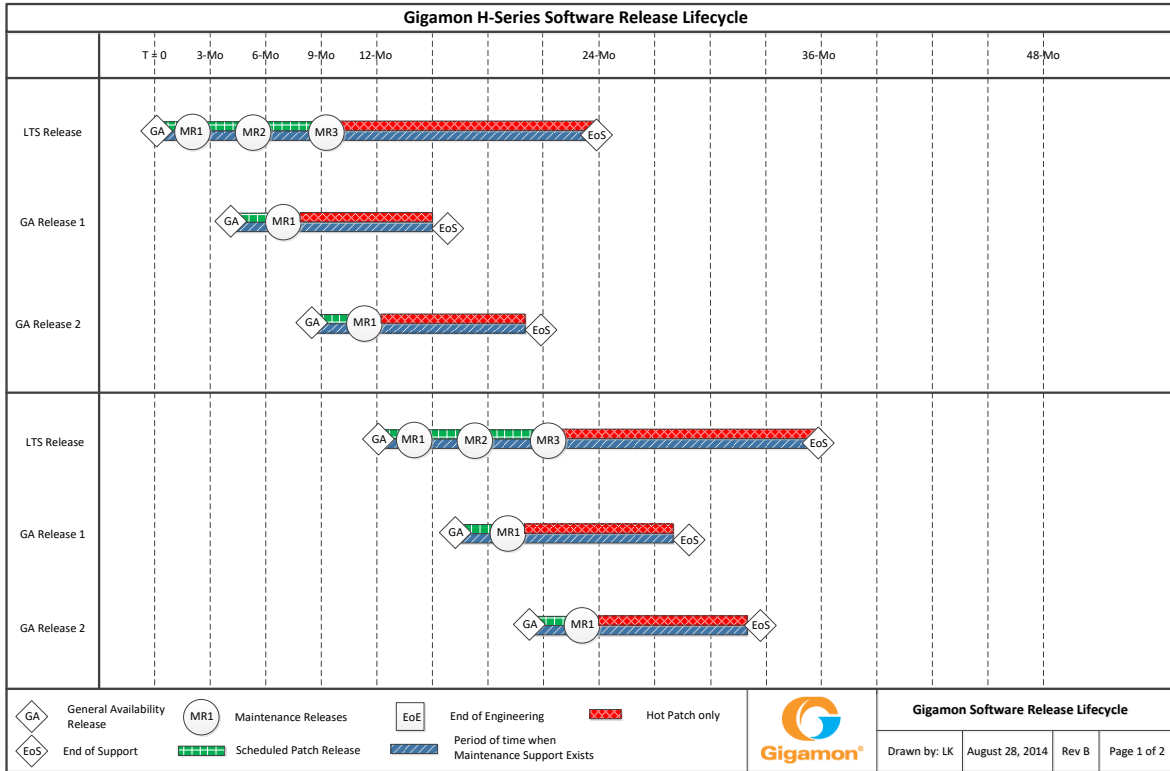 Gigamon H-Series Software Release Lifecycle
T = 0 3-Mo 6-Mo 9-Mo 12-Mo 24-Mo 36-Mo 48-Mo
LTS Release
GA MR1 MR2 MR3 EoS
GA Release 1
GA MR1 EoS
GA Release 2
GA MR1 EoS
LTS Release
GA MR1 MR2 MR3 EoS
GA Release 1
GA MR1 EoS
GA Release 2
GA MR1 EoS
GA General Availability
Release
MR1 Maintenance Releases
EoE End of Engineering
Hot Patch only
EoS End of Support
Scheduled Patch Release
Period of time when
Maintenance Support Exists
Gigamon®
Gigamon Software Release Lifecycle
Drawn by: LK August 28, 2014 Rev B Page 1 of 2